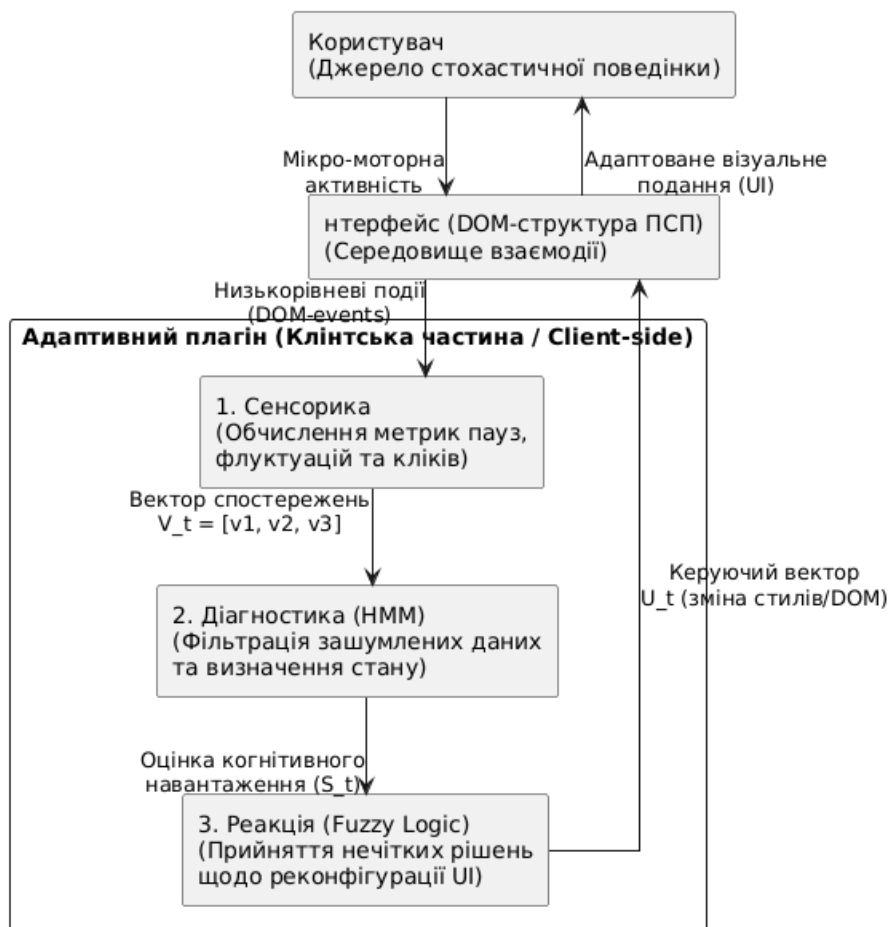 Користувач
(Джерело стохастичної поведінки)
Мікро-моторна
активність
Адаптоване візуальне
подання (UI)
нтерфейс (DOM-структура ПСП)
(Середовище взаємодії)
Низькорівневі події
(DOM-events)
Адаптивний плагін (Клінтська частина / Client-side)
1. Сенсорика
(Обчислення метрик пауз,
флуктуацій та кліків)
Вектор спостережень
V_t = [v1, v2, v3]
Керуючий вектор
U_t (зміна стилів/DOM)
2. Діагностика (HMM)
(Фільтрація зашумлених даних
та визначення стану)
Оцінка когнітивного
навантаження (S_t)
3. Реакція (Fuzzy Logic)
(Прийняття нечітких рішень
щодо реконфігурації UI)